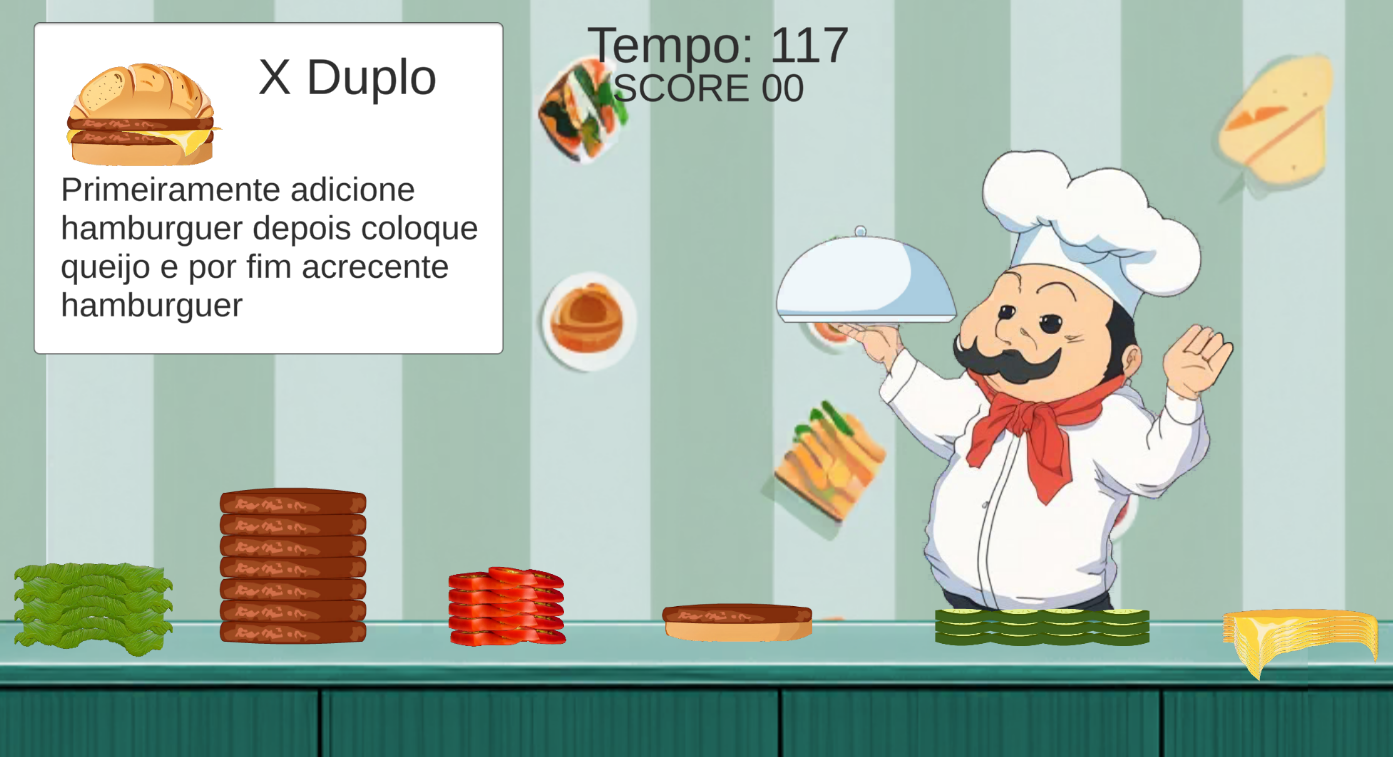 X Duplo
Primeiramente adicione
hamburguer depois coloque
queijo e por fim acrecente
hamburguer
Tempo: 117
SCORE 00